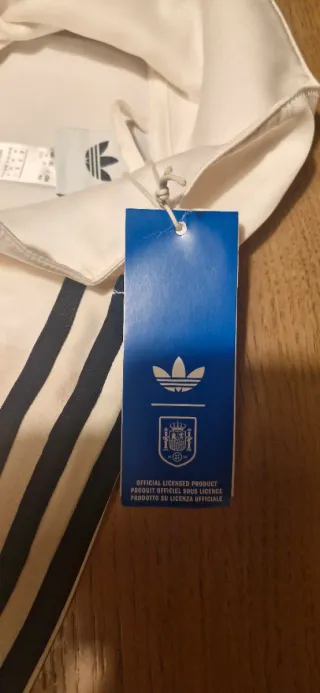 OFFICIAL LICENSED PRODUCT
PRODUIT OFFICIEL SOUS LICENCE
PRODOTTO SU LICENZA UFFICIALE